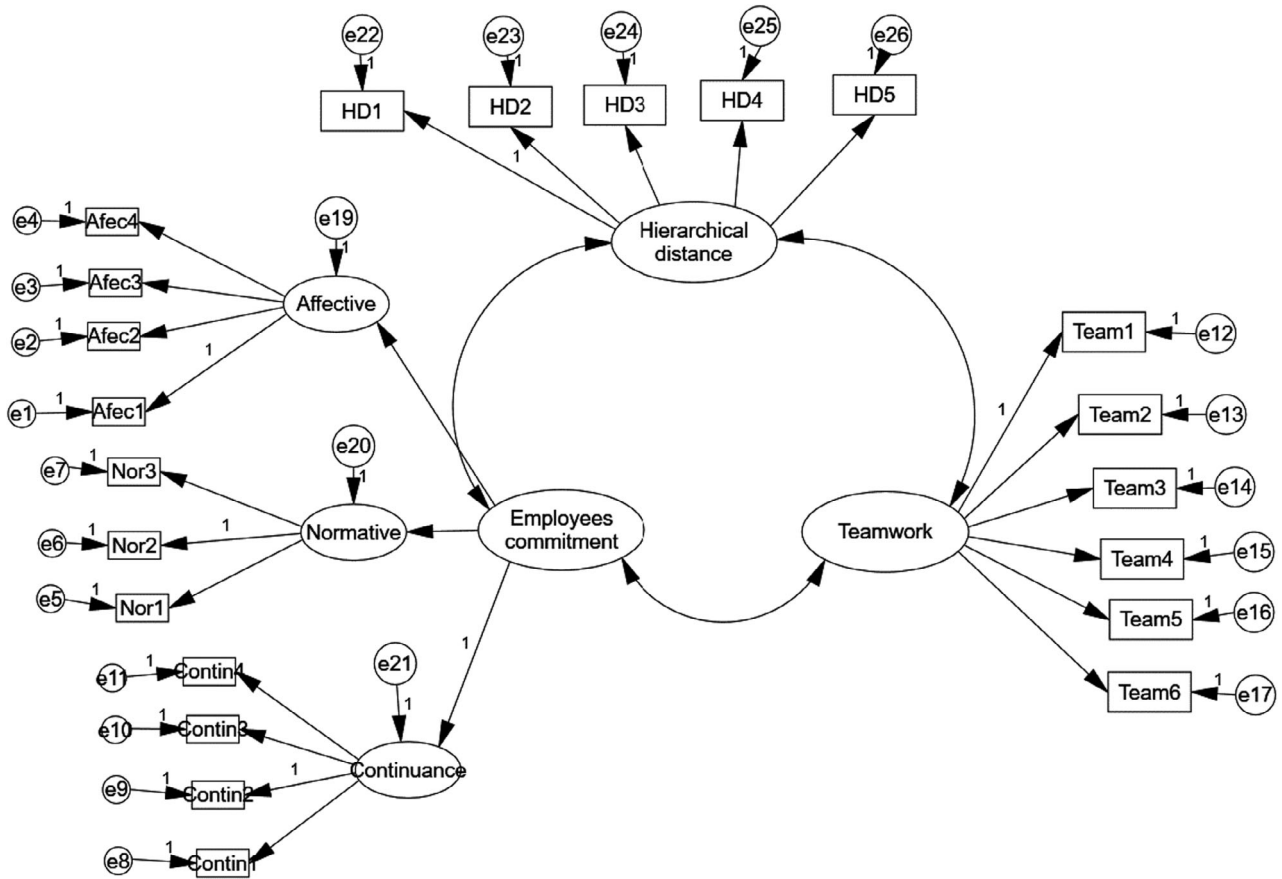 e22
e23
e24
e25
e26
1
1
1
1
1
HD1
HD2
HD3
HD4
HD5
1
Hierarchical
distance
e4
1
Afec4
e19
1
e3
1
Afec3
Affective
e2
1
Afec2
1
e1
1
Afec1
e7
1
Nor3
e20
1
e6
1
Nor2
1
Normative
e5
1
Nor1
Employees
commitment
Teamwork
1
Team1
1
e12
Team2
1
e13
Team3
1
e14
Team4
1
e15
Team5
1
e16
Team6
1
e17
1
e11
1
Contin4
e21
1
e10
1
Contin3
Continuance
e9
1
Contin2
1
e8
1
Contin1